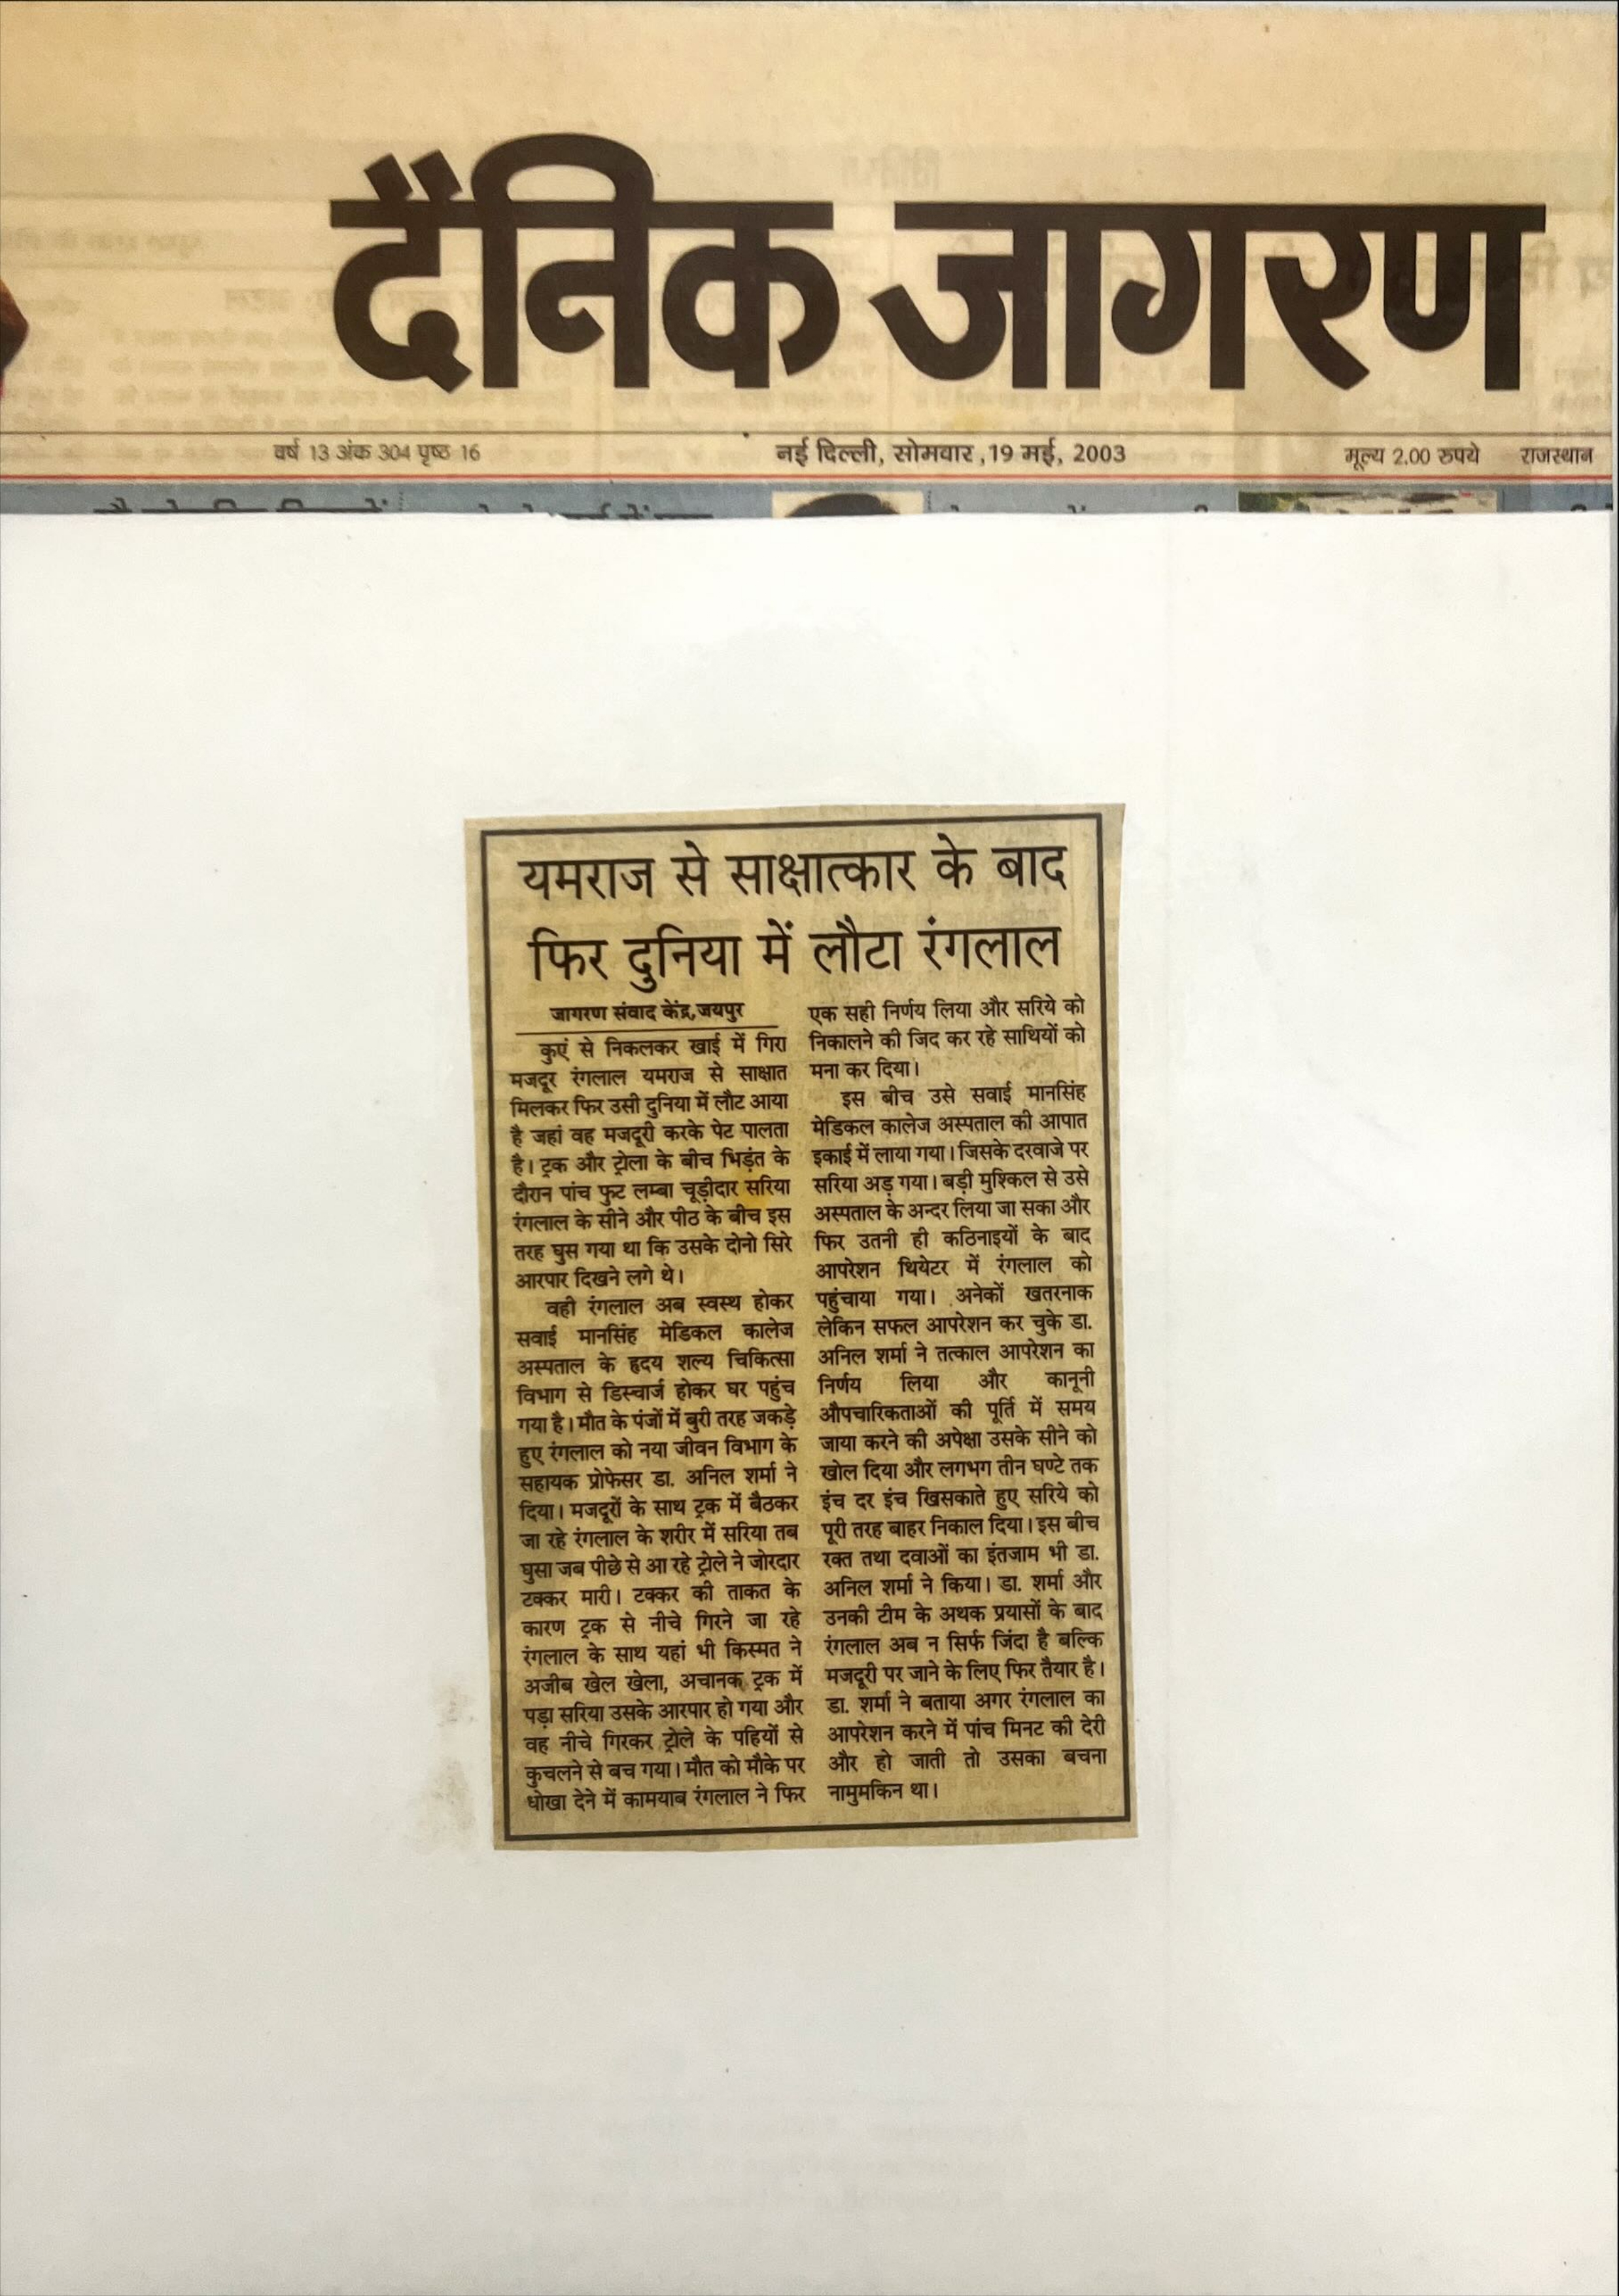 दैनिक जागरण
वर्ष 13 अंक 304 पृष्ठ 16
नई दिल्ली, सोमवार ,19 मई, 2003
मूल्य 2.00 रुपये राजस्थान
यमराज से साक्षात्कार के बाद
फिर दुनिया में लौटा रंगलाल
जागरण संवाद केंद्र,जयपुर
कुएं से निकलकर खाई में गिरा
मजदूर रंगलाल यमराज से साक्षात
मिलकर फिर उसी दुनिया में लौट आया
है जहां वह मजदूरी करके पेट पालता
है। ट्रक और ट्रोला के बीच भिड़ंत के
दौरान पांच फुट लम्बा चूड़ीदार सरिया
रंगलाल के सीने और पीठ के बीच इस
तरह घुस गया था कि उसके दोनो सिरे
आरपार दिखने लगे थे।
वही रंगलाल अब स्वस्थ होकर
सवाई मानसिंह मेडिकल कालेज
अस्पताल के हृदय शल्य चिकित्सा
विभाग से डिस्चार्ज होकर घर पहुंच
गया है। मौत के पंजों में बुरी तरह जकड़े
हुए रंगलाल को नया जीवन विभाग के
सहायक प्रोफेसर डा. अनिल शर्मा ने
दिया। मजदूरों के साथ ट्रक में बैठकर
जा रहे रंगलाल के शरीर में सरिया तब
घुसा जब पीछे से आ रहे ट्रोले ने जोरदार
टक्कर मारी। टक्कर की ताकत के
कारण ट्रक से नीचे गिरने जा रहे
रंगलाल के साथ यहां भी किस्मत ने
अजीब खेल खेला, अचानक ट्रक में
पड़ा सरिया उसके आरपार हो गया और
वह नीचे गिरकर ट्रोले के पहियों से
कुचलने से बच गया। मौत को मौके पर
धोखा देने में कामयाब रंगलाल ने फिर
एक सही निर्णय लिया और सरिये को
निकालने की जिद कर रहे साथियों को
मना कर दिया।
इस बीच उसे सवाई मानसिंह
मेडिकल कालेज अस्पताल की आपात
इकाई में लाया गया। जिसके दरवाजे पर
सरिया अड़ गया। बड़ी मुश्किल से उसे
अस्पताल के अन्दर लिया जा सका और
फिर उतनी ही कठिनाइयों के बाद
आपरेशन थियेटर में रंगलाल को
पहुंचाया गया। अनेकों खतरनाक
लेकिन सफल आपरेशन कर चुके डा.
अनिल शर्मा ने तत्काल आपरेशन का
निर्णय लिया और कानूनी
औपचारिकताओं की पूर्ति में समय
जाया करने की अपेक्षा उसके सीने को
खोल दिया और लगभग तीन घण्टे तक
इंच दर इंच खिसकाते हुए सरिये को
पूरी तरह बाहर निकाल दिया। इस बीच
रक्त तथा दवाओं का इंतजाम भी डा.
अनिल शर्मा ने किया। डा. शर्मा और
उनकी टीम के अथक प्रयासों के बाद
रंगलाल अब न सिर्फ जिंदा है बल्कि
मजदूरी पर जाने के लिए फिर तैयार है।
डा. शर्मा ने बताया अगर रंगलाल का
आपरेशन करने में पांच मिनट की देरी
और हो जाती तो उसका बचना
नामुमकिन था।